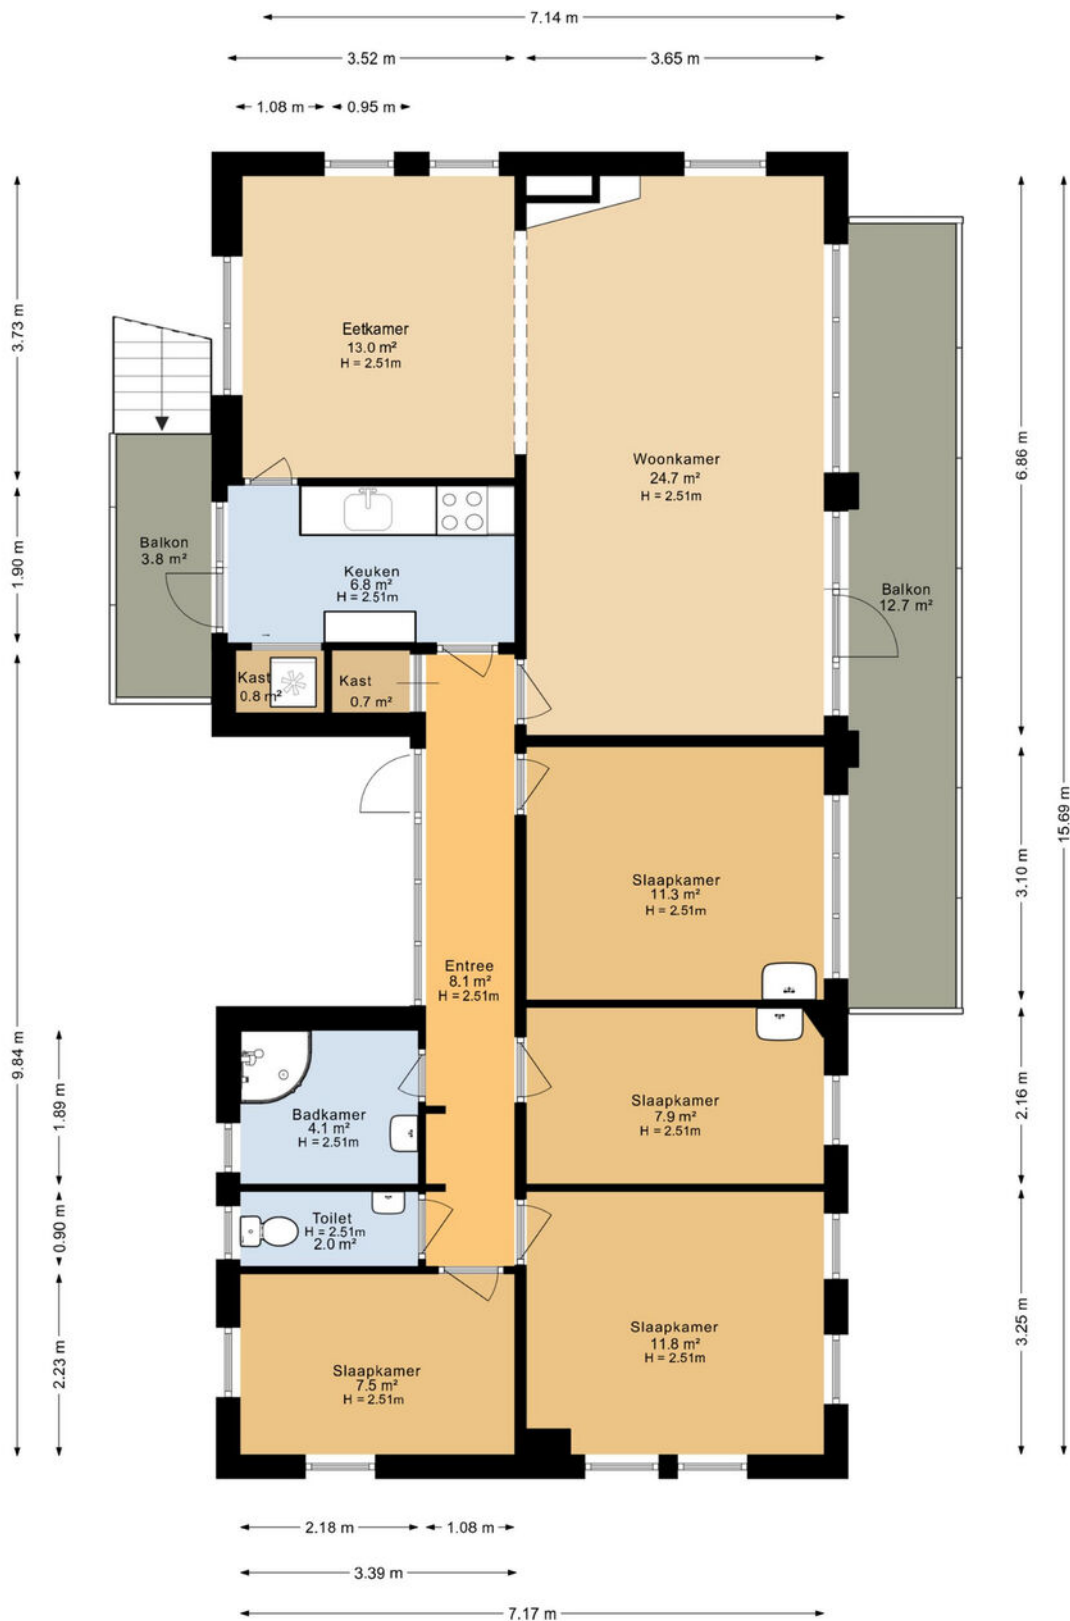 7.14 m
3.52 m
3.65 m
1.08 m
0.95 m
3.73 m
1.90 m
9.84 m
1.89 m
0.90 m
2.23 m
Eetkamer
13.0 m²
H = 2.51m
Woonkamer
24.7 m²
H = 2.51m
Balkon
3.8 m²
Keuken
6.8 m²
H = 2.51m
Balkon
12.7 m²
Kast
0.8 m²
Kast
0.7 m²
Slaapkamer
11.3 m²
H = 2.51m
Entree
8.1 m²
H = 2.51m
Badkamer
4.1 m²
H = 2.51m
Slaapkamer
7.9 m²
H = 2.51m
Toilet
H = 2.51m
2.0 m²
Slaapkamer
11.8 m²
H = 2.51m
Slaapkamer
7.5 m²
H = 2.51m
6.86 m
3.10 m
2.16 m
3.25 m
15.69 m
2.18 m
1.08 m
3.39 m
7.17 m